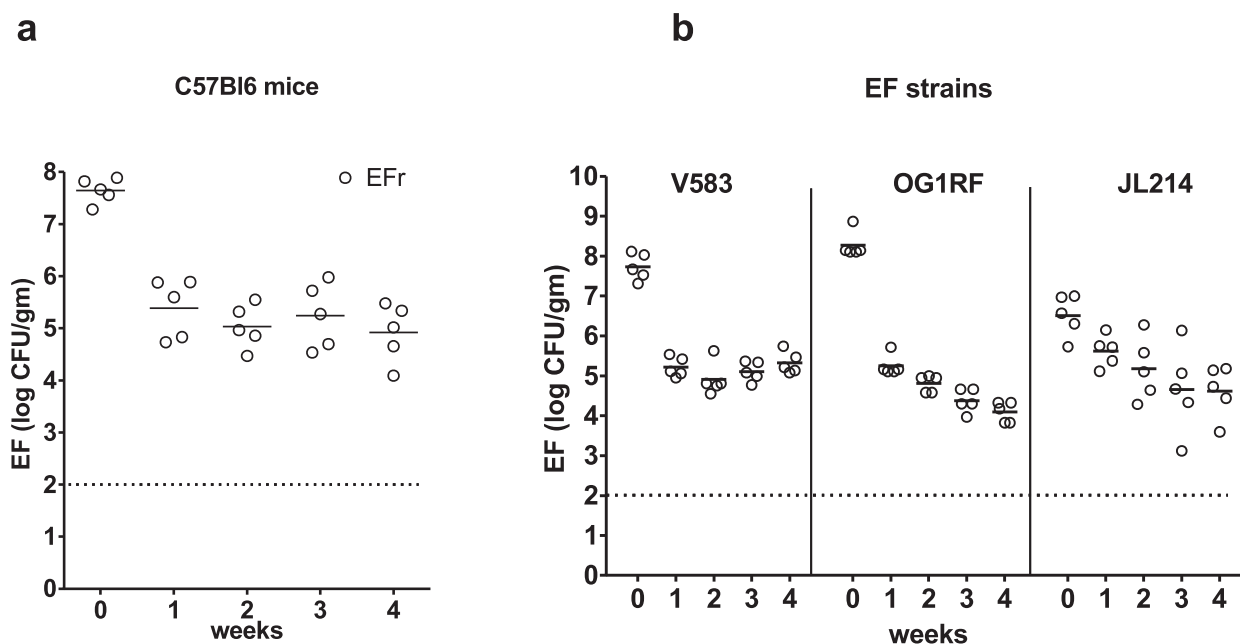 a
C57Bl6 mice
EFr
EF (log CFU/gm)
8
7
6
5
4
3
2
1
0
0 1 2 3 4
weeks
b
EF strains
V583 OG1RF JL214
EF (log CFU/gm)
10
9
8
7
6
5
4
3
2
1
0
0 1 2 3 4 0 1 2 3 4 0 1 2 3 4
weeks